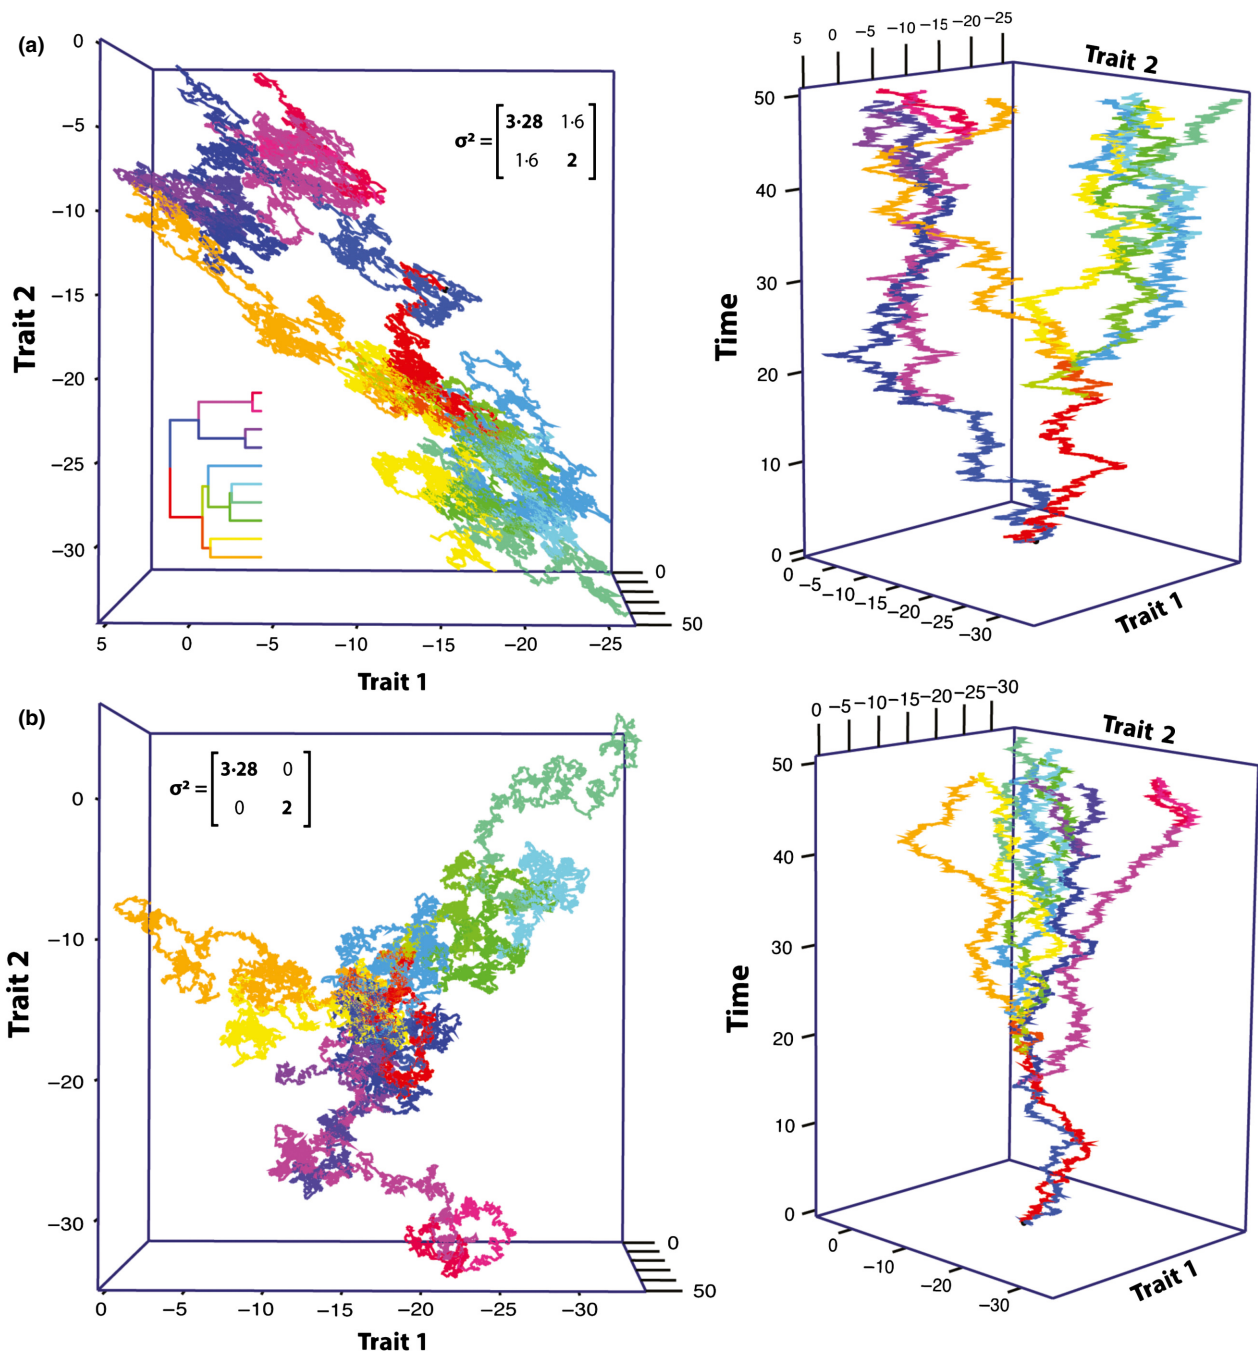 (a)
0
−5
−10
−15
−20
−25
−30
Trait 2
σ² = [3·28 1·6
1·6 2]
0
50
5 0 −5 −10 −15 −20 −25
Trait 1
5 0 −5 −10 −15 −20 −25
Trait 2
50
40
30
20
10
0
Time
0 −5 −10 −15 −20 −25 −30
Trait 1
(b)
0
−10
−20
−30
Trait 2
σ² = [3·28 0
0 2]
0
50
0 −5 −10 −15 −20 −25 −30
Trait 1
0 −5 −10 −15 −20 −25 −30
Trait 2
50
40
30
20
10
0
Time
0 −10 −20 −30
Trait 1